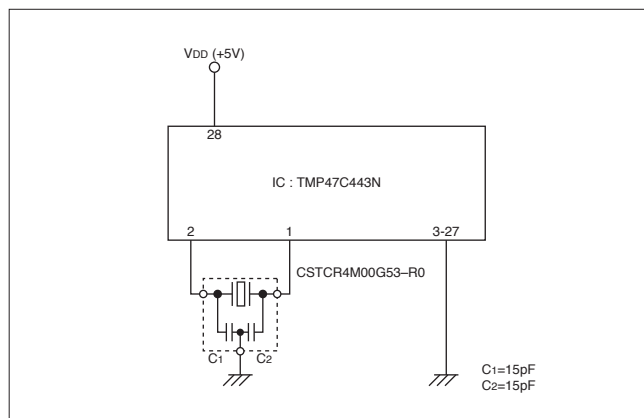 VDD (+5V)
28
IC : TMP47C443N
2 1 3-27
CSTCR4M00G53–R0
C1 C2
C1=15pF
C2=15pF